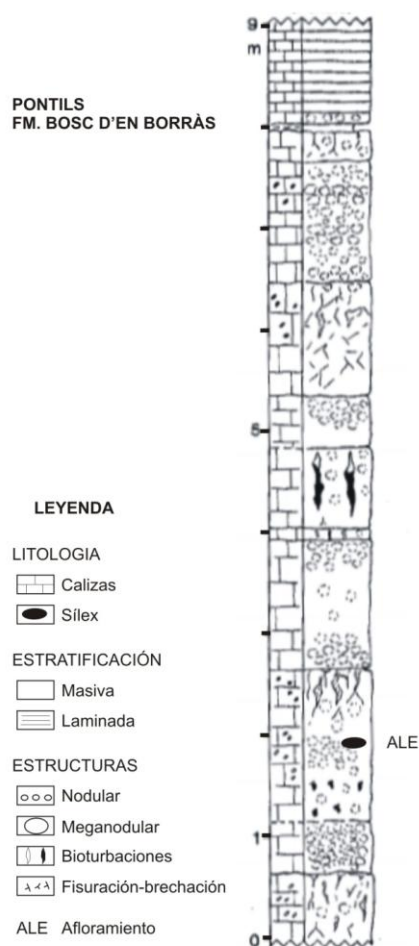 9
m
PONTILS
FM. BOSC D'EN BORRÀS
5
LEYENDA
LITOLOGIA
Calizas
Sílex
ESTRATIFICACIÓN
Masiva
Laminada
ALE
ESTRUCTURAS
Nodular
Meganodular
Bioturbaciones
1
Fisuración-brechación
ALE Afloramiento
0